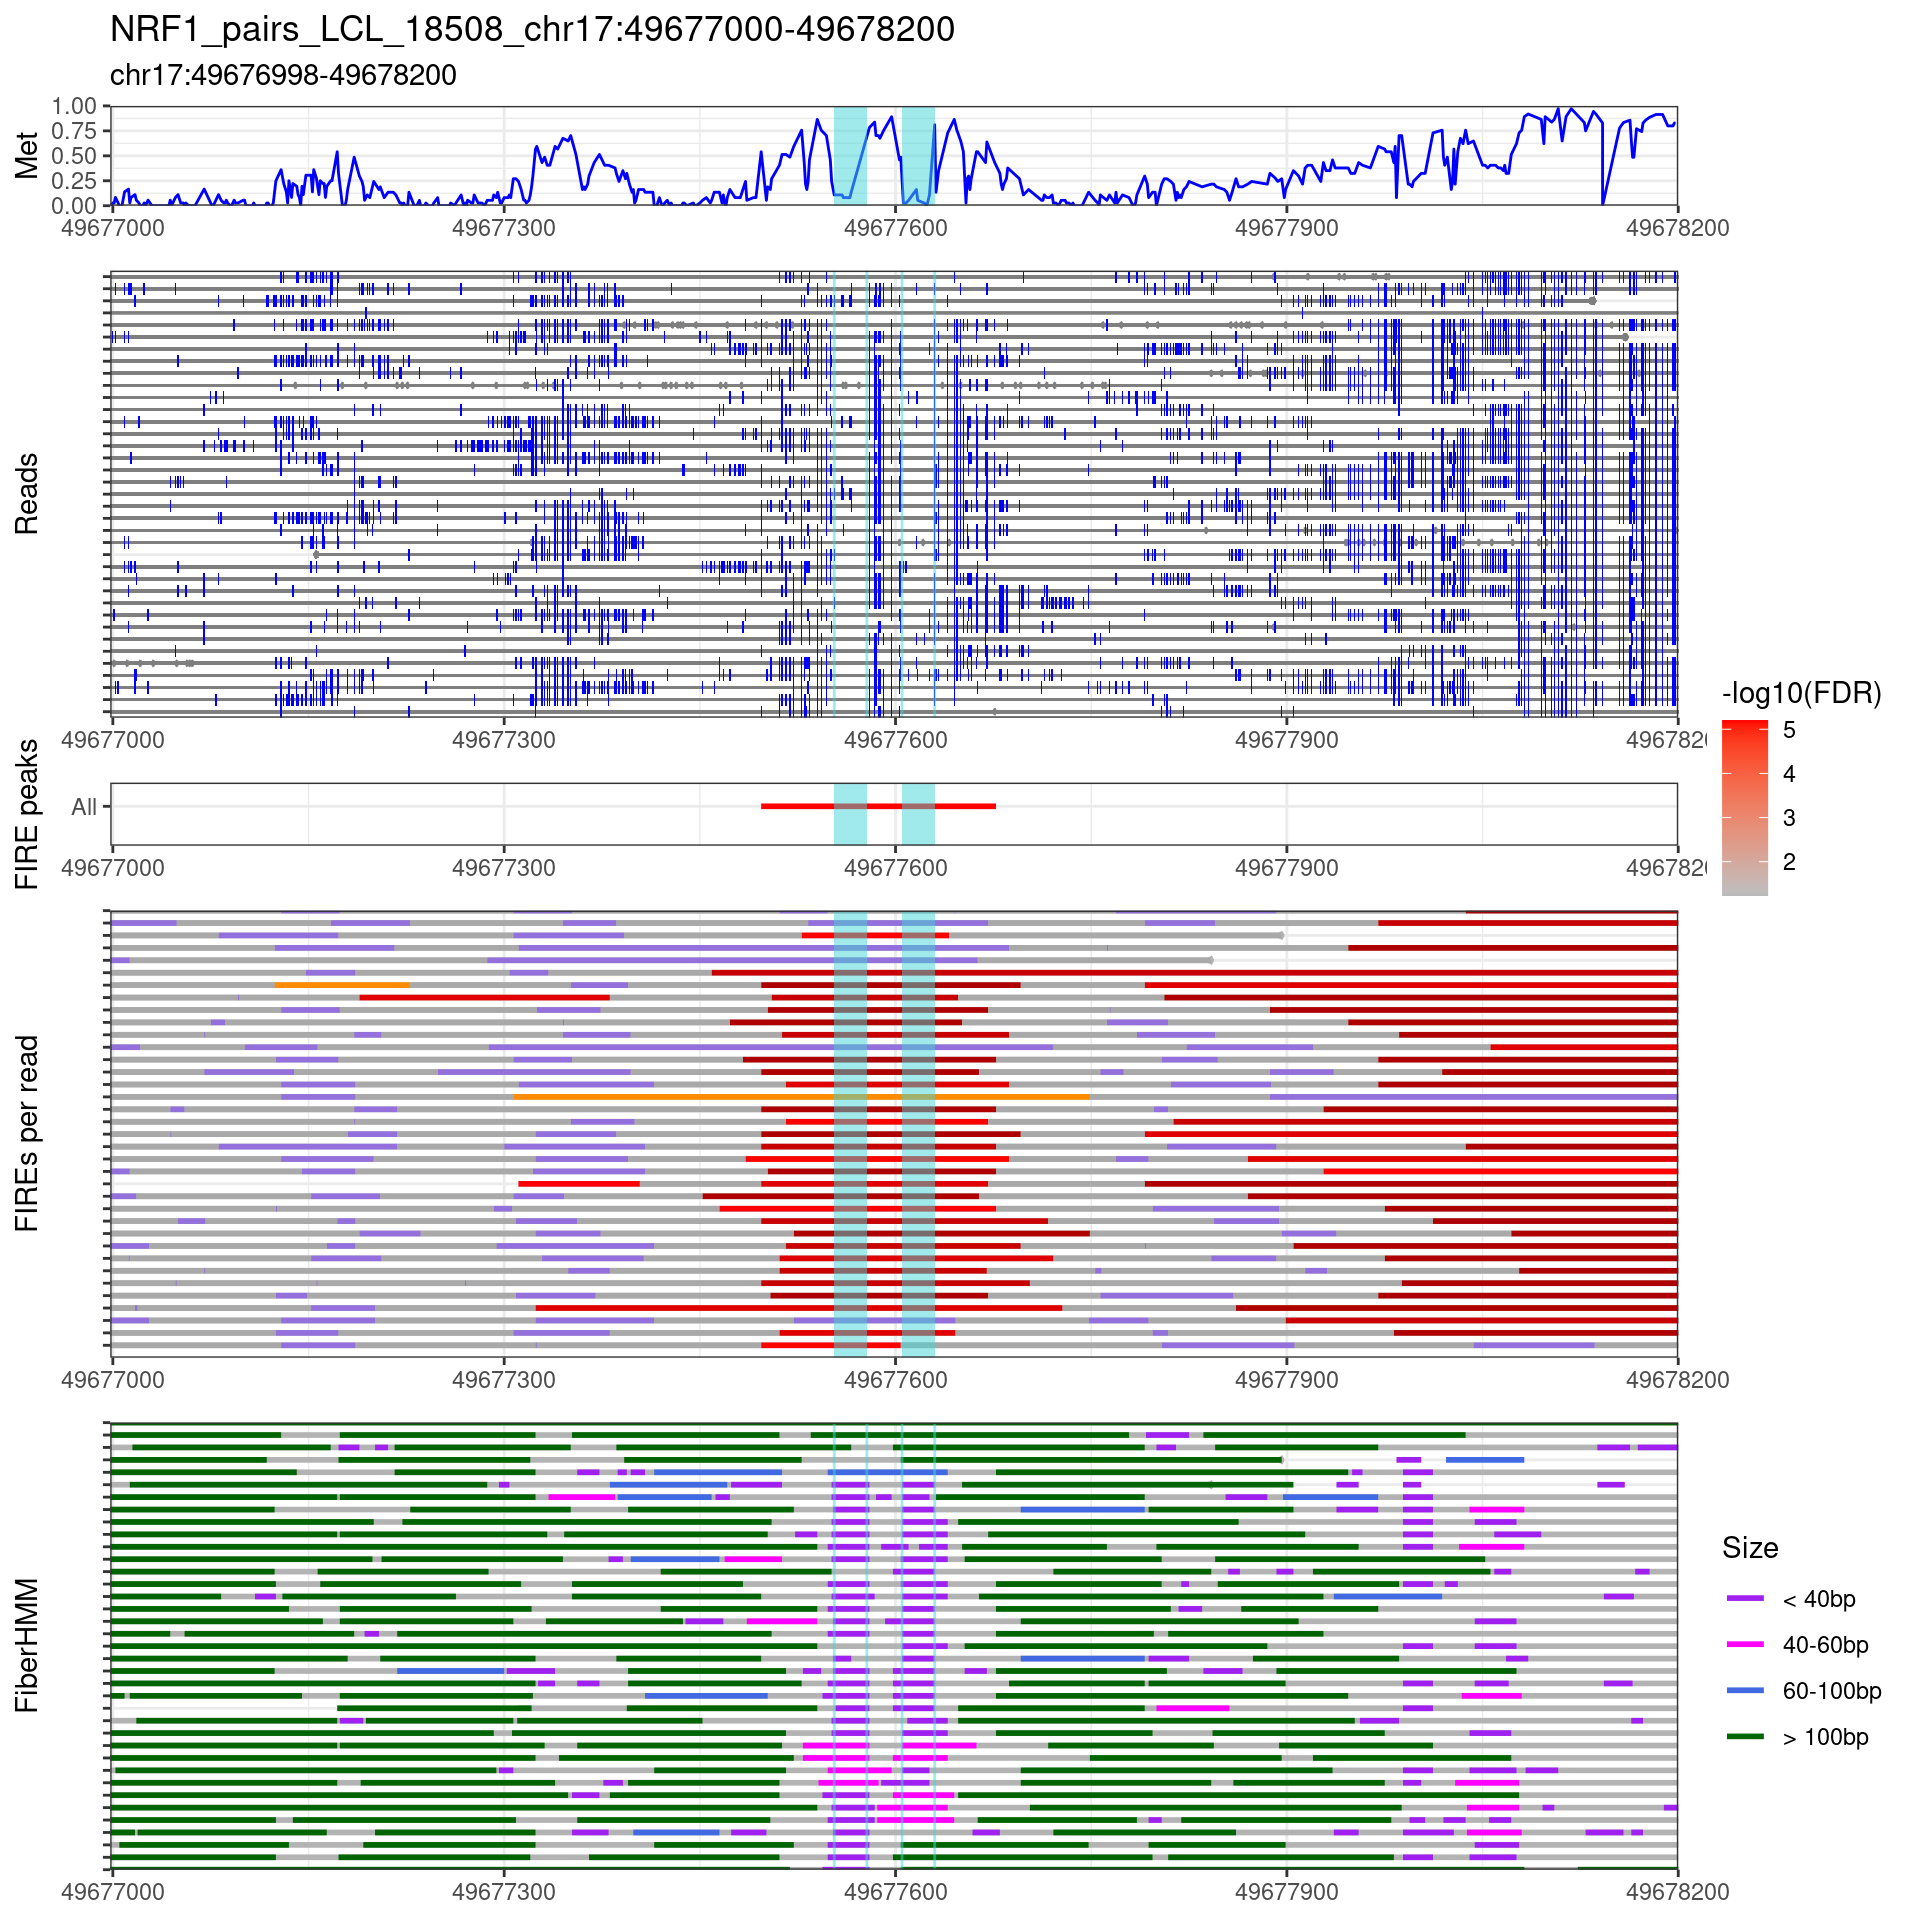 NRF1_pairs_LCL_18508_chr17:49677000-49678200
chr17:49676998-49678200
Met
1.00
0.75
0.50
0.25
0.00
49677000 49677300 49677600 49677900 49678200
Reads
49677000 49677300 49677600 49677900 4967820
-log10(FDR)
5
4
3
2
FIRE peaks
All
49677000 49677300 49677600 49677900 4967820
FIREs per read
49677000 49677300 49677600 49677900 49678200
FiberHMM
49677000 49677300 49677600 49677900 49678200
Size
< 40bp
40-60bp
60-100bp
> 100bp